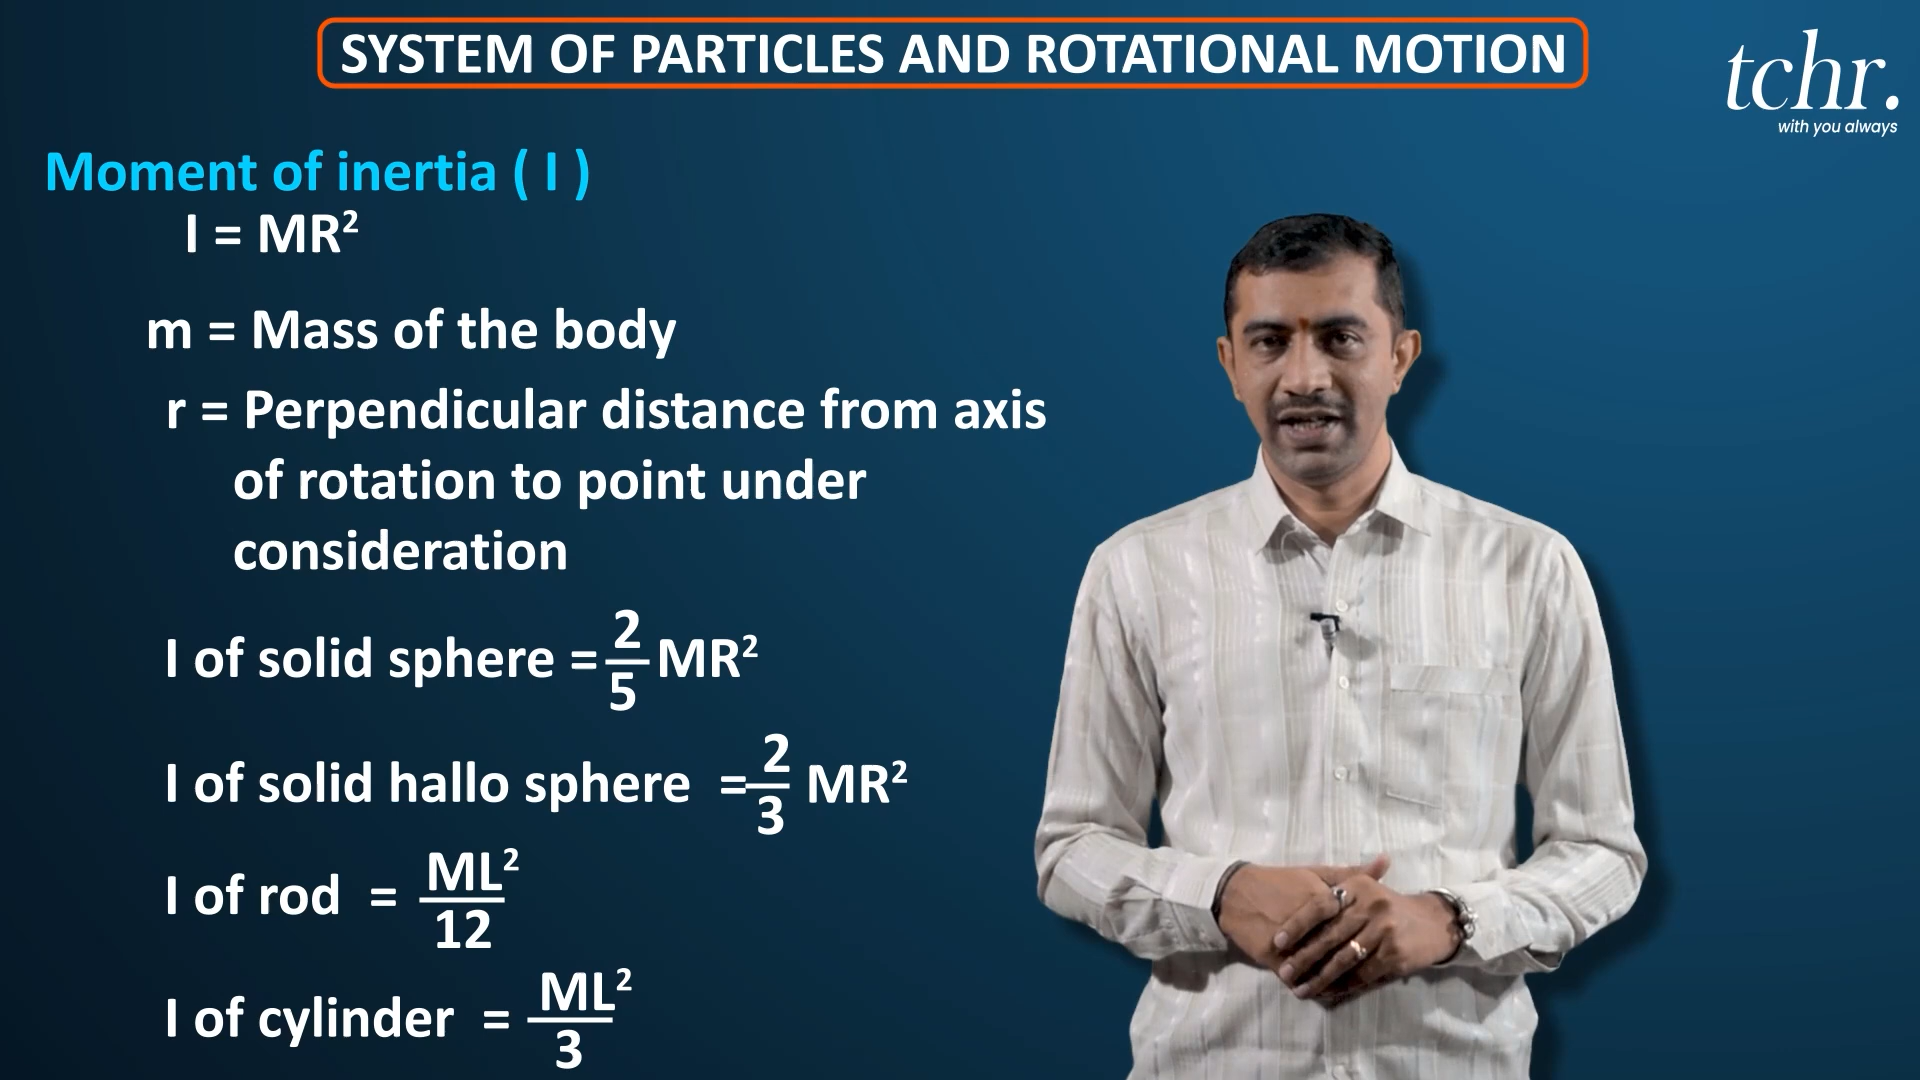 SYSTEM OF PARTICLES AND ROTATIONAL MOTION
tchr.
with you always
Moment of inertia ( I )
I = MR²
m = Mass of the body
r = Perpendicular distance from axis
of rotation to point under
consideration
I of solid sphere = 2/5 MR²
I of solid hallo sphere = 2/3 MR²
I of rod = ML²/12
I of cylinder = ML²/3